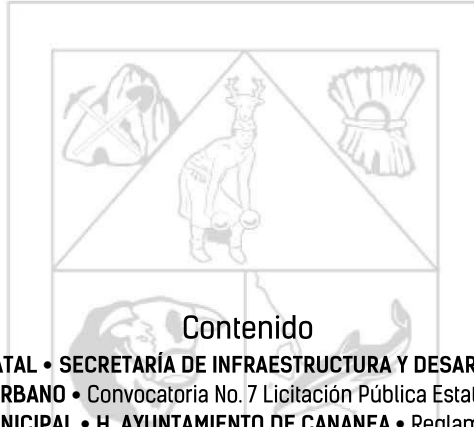 Contenido
ATAL • SECRETARÍA DE INFRAESTRUCTURA Y DESAR
RBANO • Convocatoria No. 7 Licitación Pública Estat
NICIPAL • H. AYUNTAMIENTO DE CANANEA • Reglam